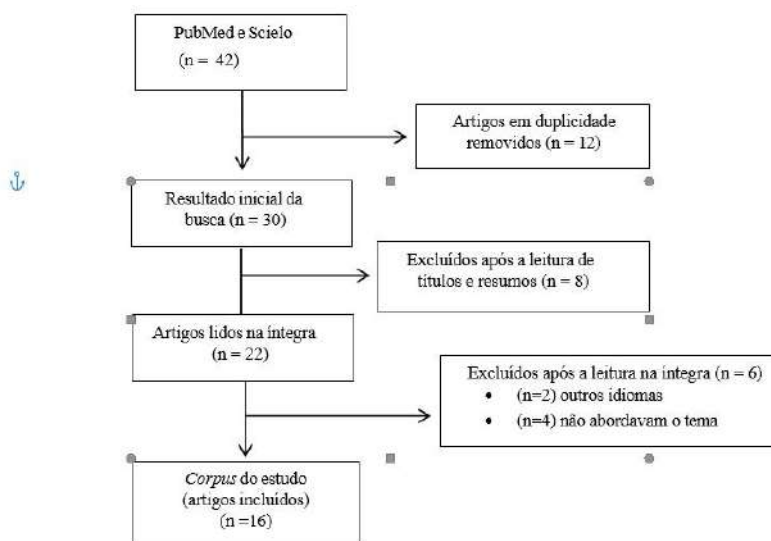 PubMed e Scielo
(n = 42)
Artigos em duplicidade
removidos (n = 12)
Resultado inicial da
busca (n = 30)
Excluídos após a leitura de
títulos e resumos (n = 8)
Artigos lidos na íntegra
(n = 22)
Excluídos após a leitura na íntegra (n = 6)
• (n=2) outros idiomas
• (n=4) não abordavam o tema
Corpus do estudo
(artigos incluídos)
(n =16)